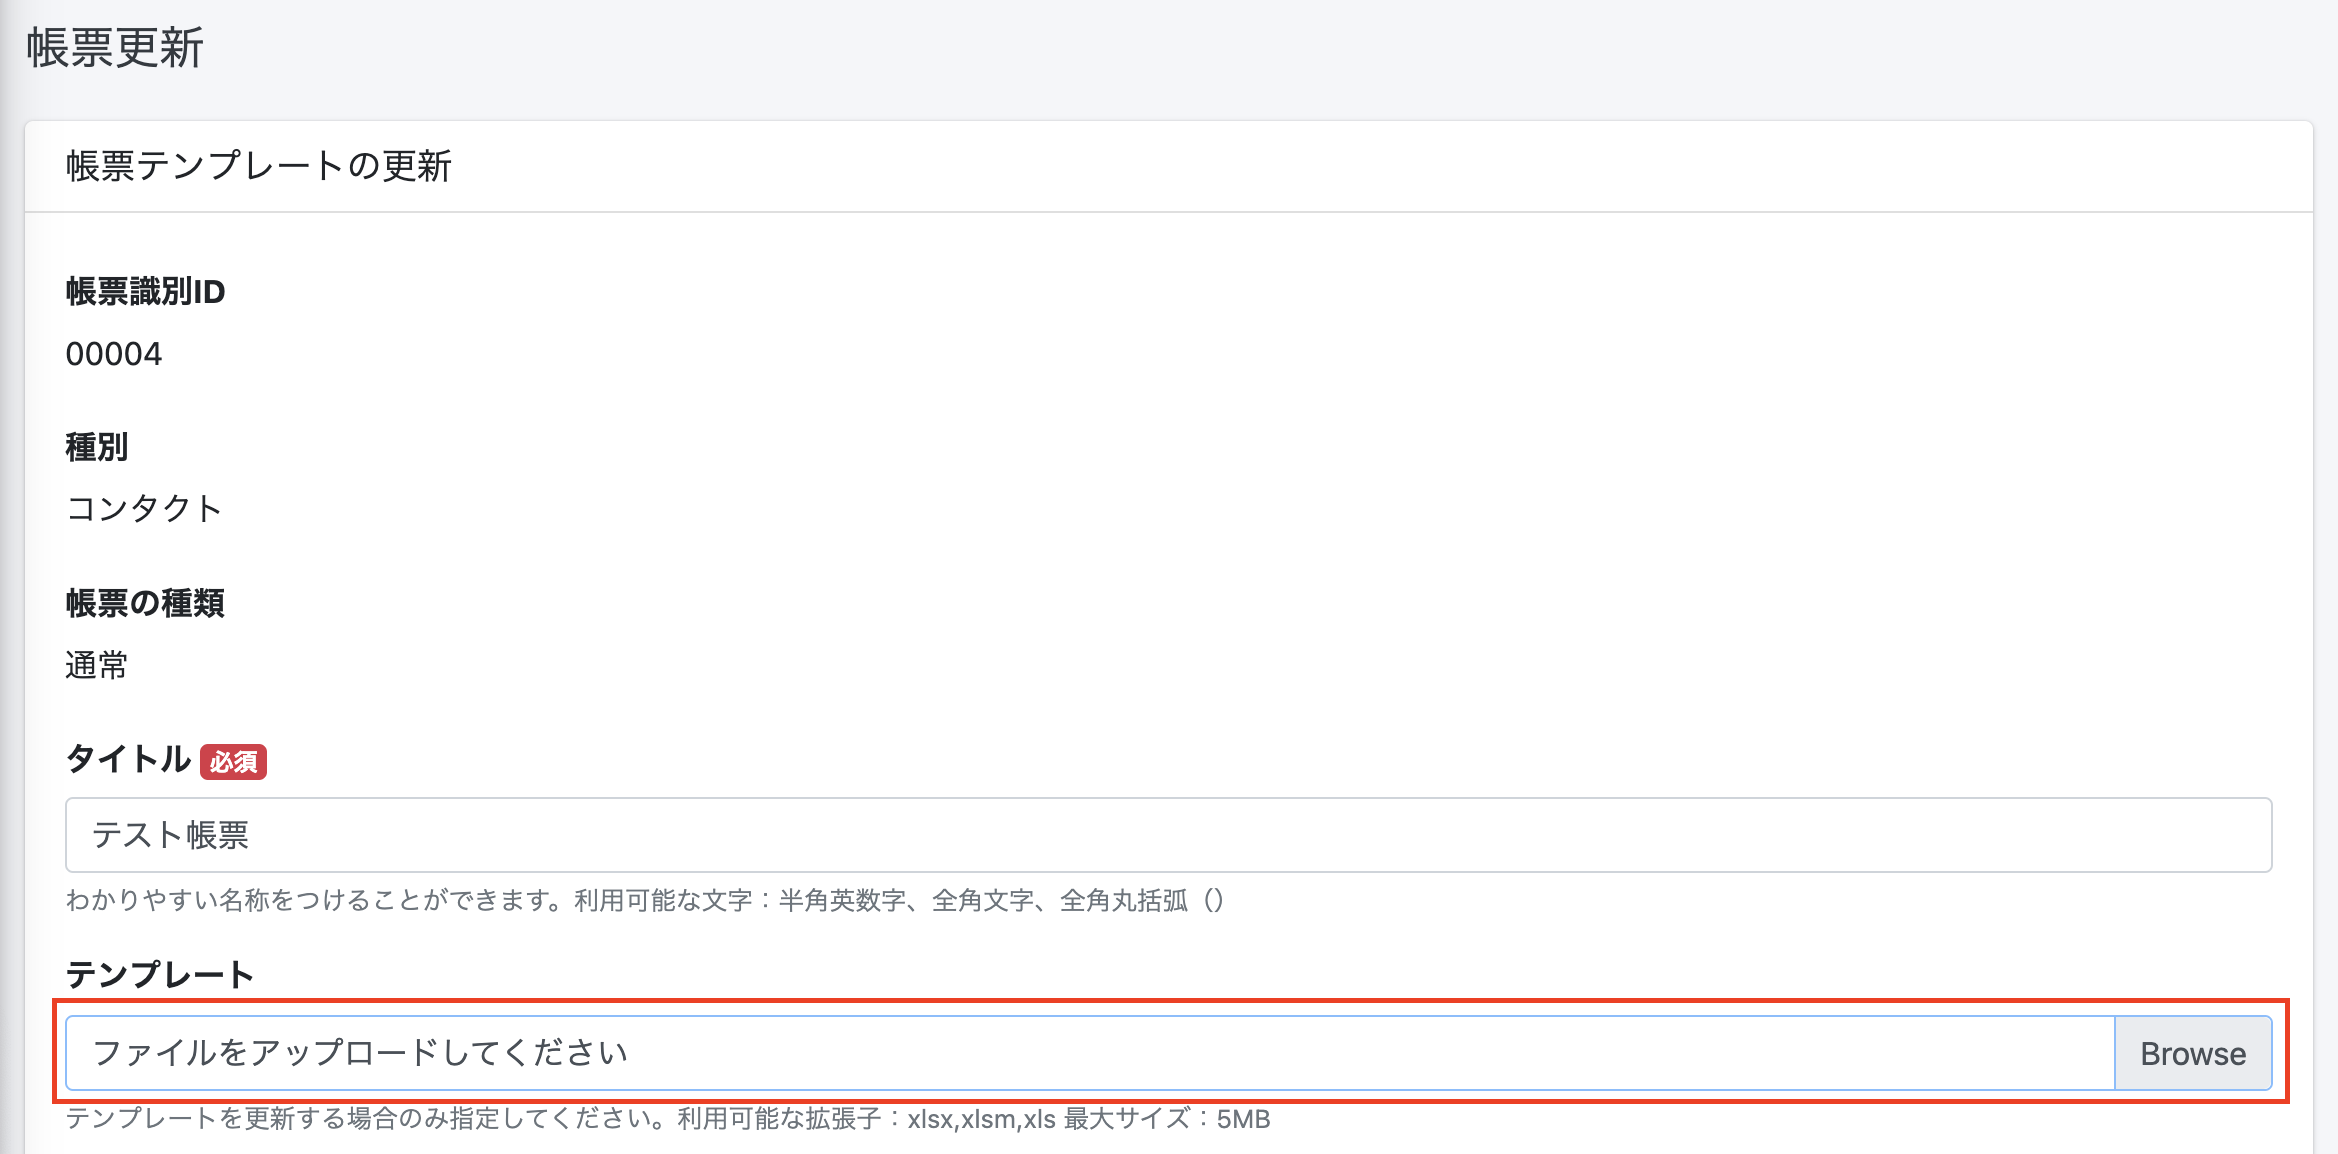 帳票更新
帳票テンプレートの更新
帳票識別ID
00004
種別
コンタクト
帳票の種類
通常
タイトル 必須
テスト帳票
わかりやすい名称をつけることができます。利用可能な文字：半角英数字、全角文字、全角丸括弧（）
テンプレート
ファイルをアップロードしてください Browse
テンプレートを更新する場合のみ指定してください。利用可能な拡張子：xlsx,xlsm,xls 最大サイズ：5MB